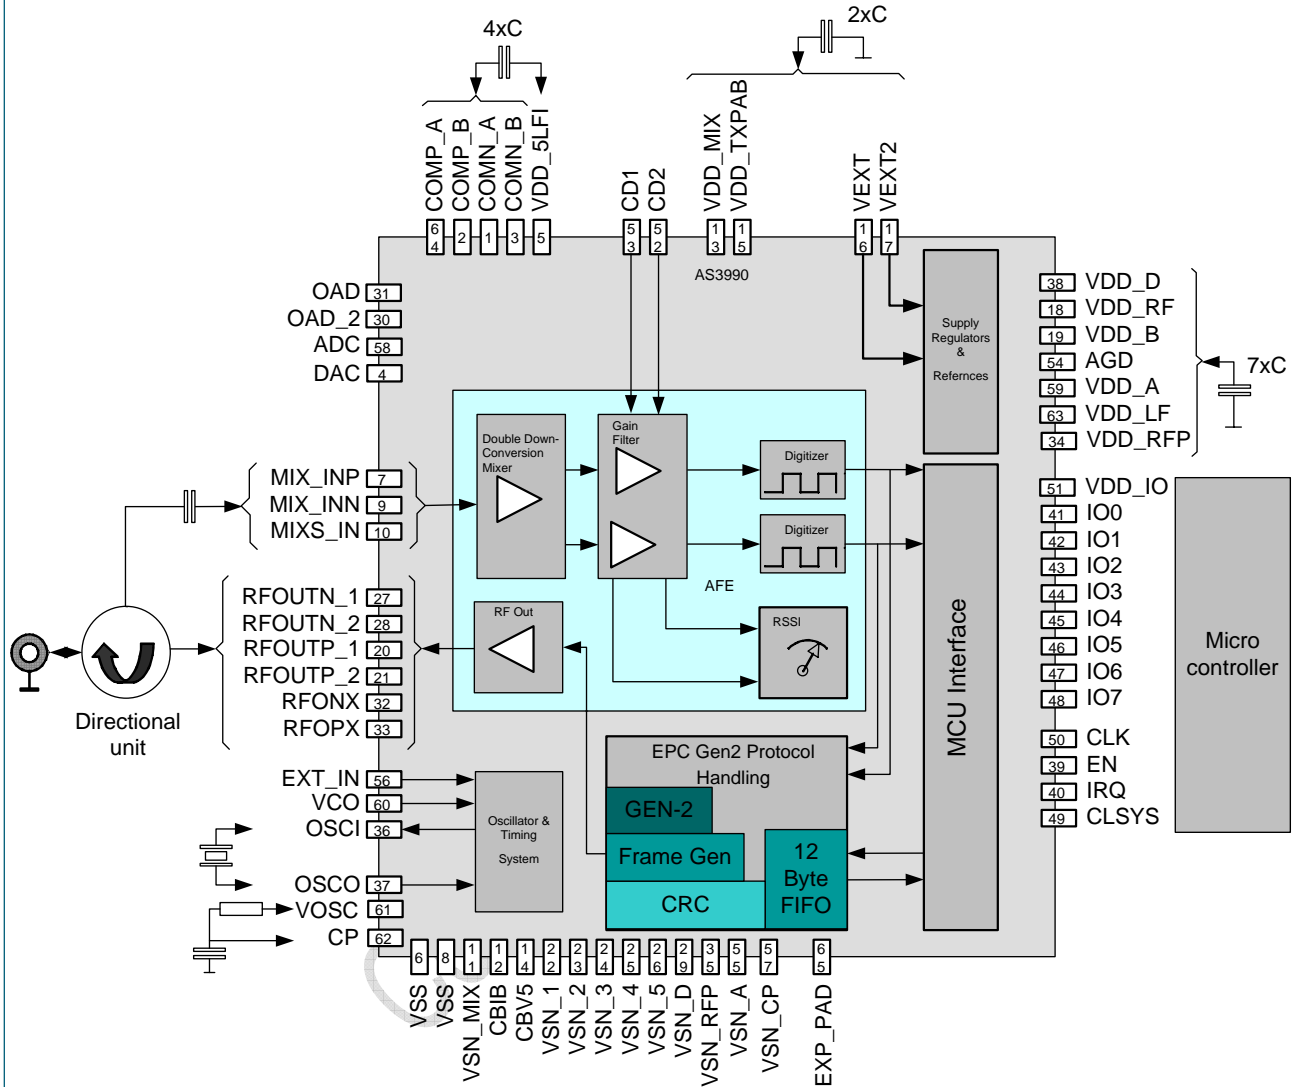 4xC
2xC
COMP_A
COMP_B
COMN_A
COMN_B
VDD_5LFI
CD1
CD2
VDD_MIX
VDD_TXPAB
VEXT
VEXT2
64
2
1
3
5
53
52
13
15
16
17
AS3990
OAD 31
OAD_2 30
ADC 58
DAC 4
Supply
Regulators
&
Refernces
38 VDD_D
18 VDD_RF
19 VDD_B
54 AGD
59 VDD_A
63 VDD_LF
34 VDD_RFP
7xC
Double Down-
Conversion
Mixer
Gain
Filter
Digitizer
Digitizer
AFE
RF Out
RSSI
MIX_INP 7
MIX_INN 9
MIXS_IN 10
RFOUTN_1 27
RFOUTN_2 28
RFOUTP_1 20
RFOUTP_2 21
RFONX 32
RFOPX 33
Directional
unit
MCU Interface
51 VDD_IO
41 IO0
42 IO1
43 IO2
44 IO3
45 IO4
46 IO5
47 IO6
48 IO7
50 CLK
39 EN
40 IRQ
49 CLSYS
Micro
controller
EXT_IN 56
VCO 60
OSCI 36
OSCO 37
VOSC 61
CP 62
Oscillator &
Timing
System
EPC Gen2 Protocol
Handling
GEN-2
Frame Gen
CRC
12
Byte
FIFO
6
8
11
12
14
22
23
24
25
26
29
35
55
57
65
VSS
VSS
VSN_MIX
CBIB
CBV5
VSN_1
VSN_2
VSN_3
VSN_4
VSN_5
VSN_D
VSN_RFP
VSN_A
VSN_CP
EXP_PAD